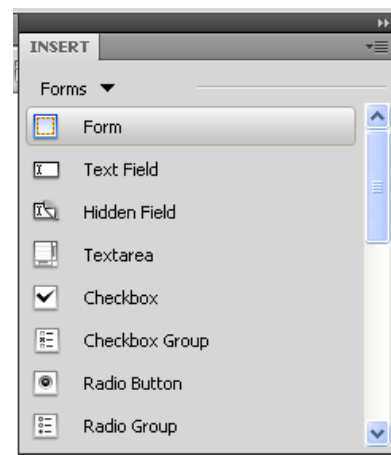 INSERT
Forms
Form
Text Field
Hidden Field
Textarea
Checkbox
Checkbox Group
Radio Button
Radio Group